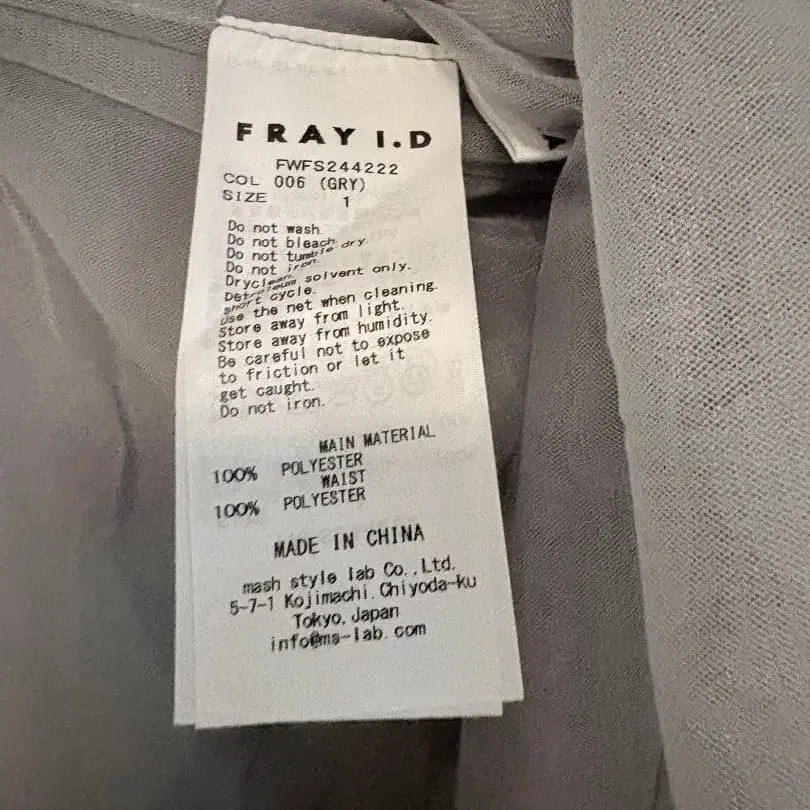 FRAY I.D
FWFS244222
COL 006 (GRY)
SIZE 1
Do not wash.
Do not bleach.
Do not tumble dry.
Do not iron.
Dryclean.
Petroleum solvent only.
short cycle.
Use the net when cleaning.
Store away from light.
Store away from humidity.
Be careful not to expose
to friction or let it
get caught.
Do not iron.
MAIN MATERIAL
100% POLYESTER
WAIST
100% POLYESTER
MADE IN CHINA
mash style lab Co.,Ltd.
5-7-1 Kojimachi.Chiyoda-ku
Tokyo,Japan
info@ms-lab.com